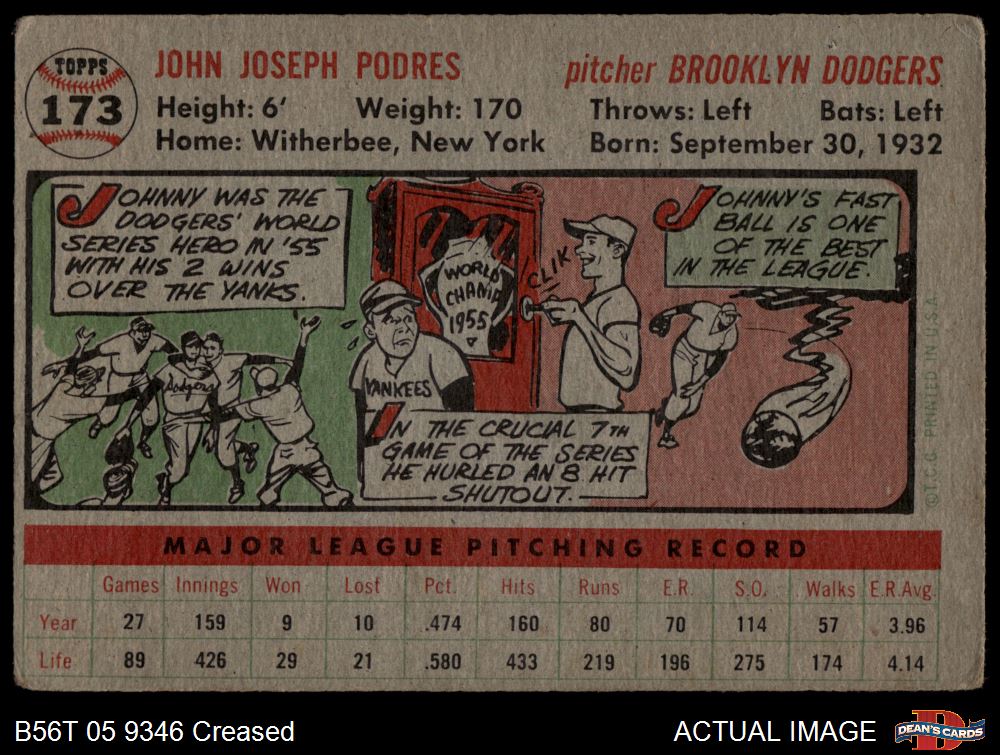 TOPPS
173
JOHN JOSEPH PODRES
pitcher BROOKLYN DODGERS
Height: 6' Weight: 170 Throws: Left Bats: Left
Home: Witherbee, New York Born: September 30, 1932
JOHNNY WAS THE
DODGERS' WORLD
SERIES HERO IN '55
WITH HIS 2 WINS
OVER THE YANKS.
WORLD
CHAMP
1955
CLIK
YANKEES
Dodgers
IN THE CRUCIAL 7TH
GAME OF THE SERIES
HE HURLED AN 8 HIT
SHUTOUT.
JOHNNY'S FAST
BALL IS ONE
OF THE BEST
IN THE LEAGUE.
©T.C.G. PRINTED IN U.S.A.
MAJOR LEAGUE PITCHING RECORD
Games Innings Won Lost Pct. Hits Runs E.R. S.O. Walks E.R.Avg.
Year 27 159 9 10 .474 160 80 70 114 57 3.96
Life 89 426 29 21 .580 433 219 196 275 174 4.14
B56T 05 9346 Creased
ACTUAL IMAGE
DEAN'S CARDS